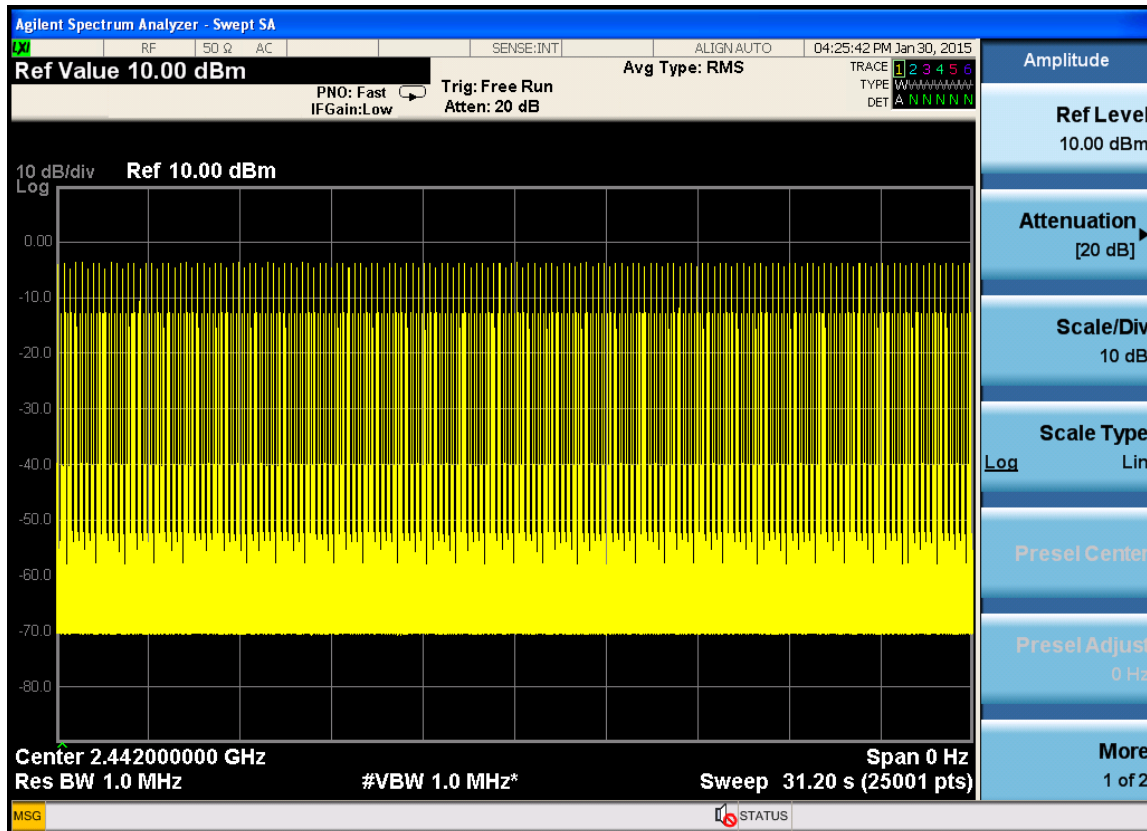 Agilent Spectrum Analyzer - Swept SA
LXI RF 50 Ω AC SENSE:INT ALIGN AUTO 04:25:42 PM Jan 30, 2015
Ref Value 10.00 dBm
PNO: Fast
IFGain:Low
Trig: Free Run
Atten: 20 dB
Avg Type: RMS
TRACE 1 2 3 4 5 6
TYPE WWWWWW
DET A N N N N N
10 dB/div Ref 10.00 dBm
Log
0.00
-10.0
-20.0
-30.0
-40.0
-50.0
-60.0
-70.0
-80.0
Center 2.442000000 GHz Span 0 Hz
Res BW 1.0 MHz #VBW 1.0 MHz* Sweep 31.20 s (25001 pts)
MSG STATUS
Amplitude
Ref Level
10.00 dBm
Attenuation
[20 dB]
Scale/Div
10 dB
Scale Type
Log Lin
Presel Center
Presel Adjust
0 Hz
More
1 of 2